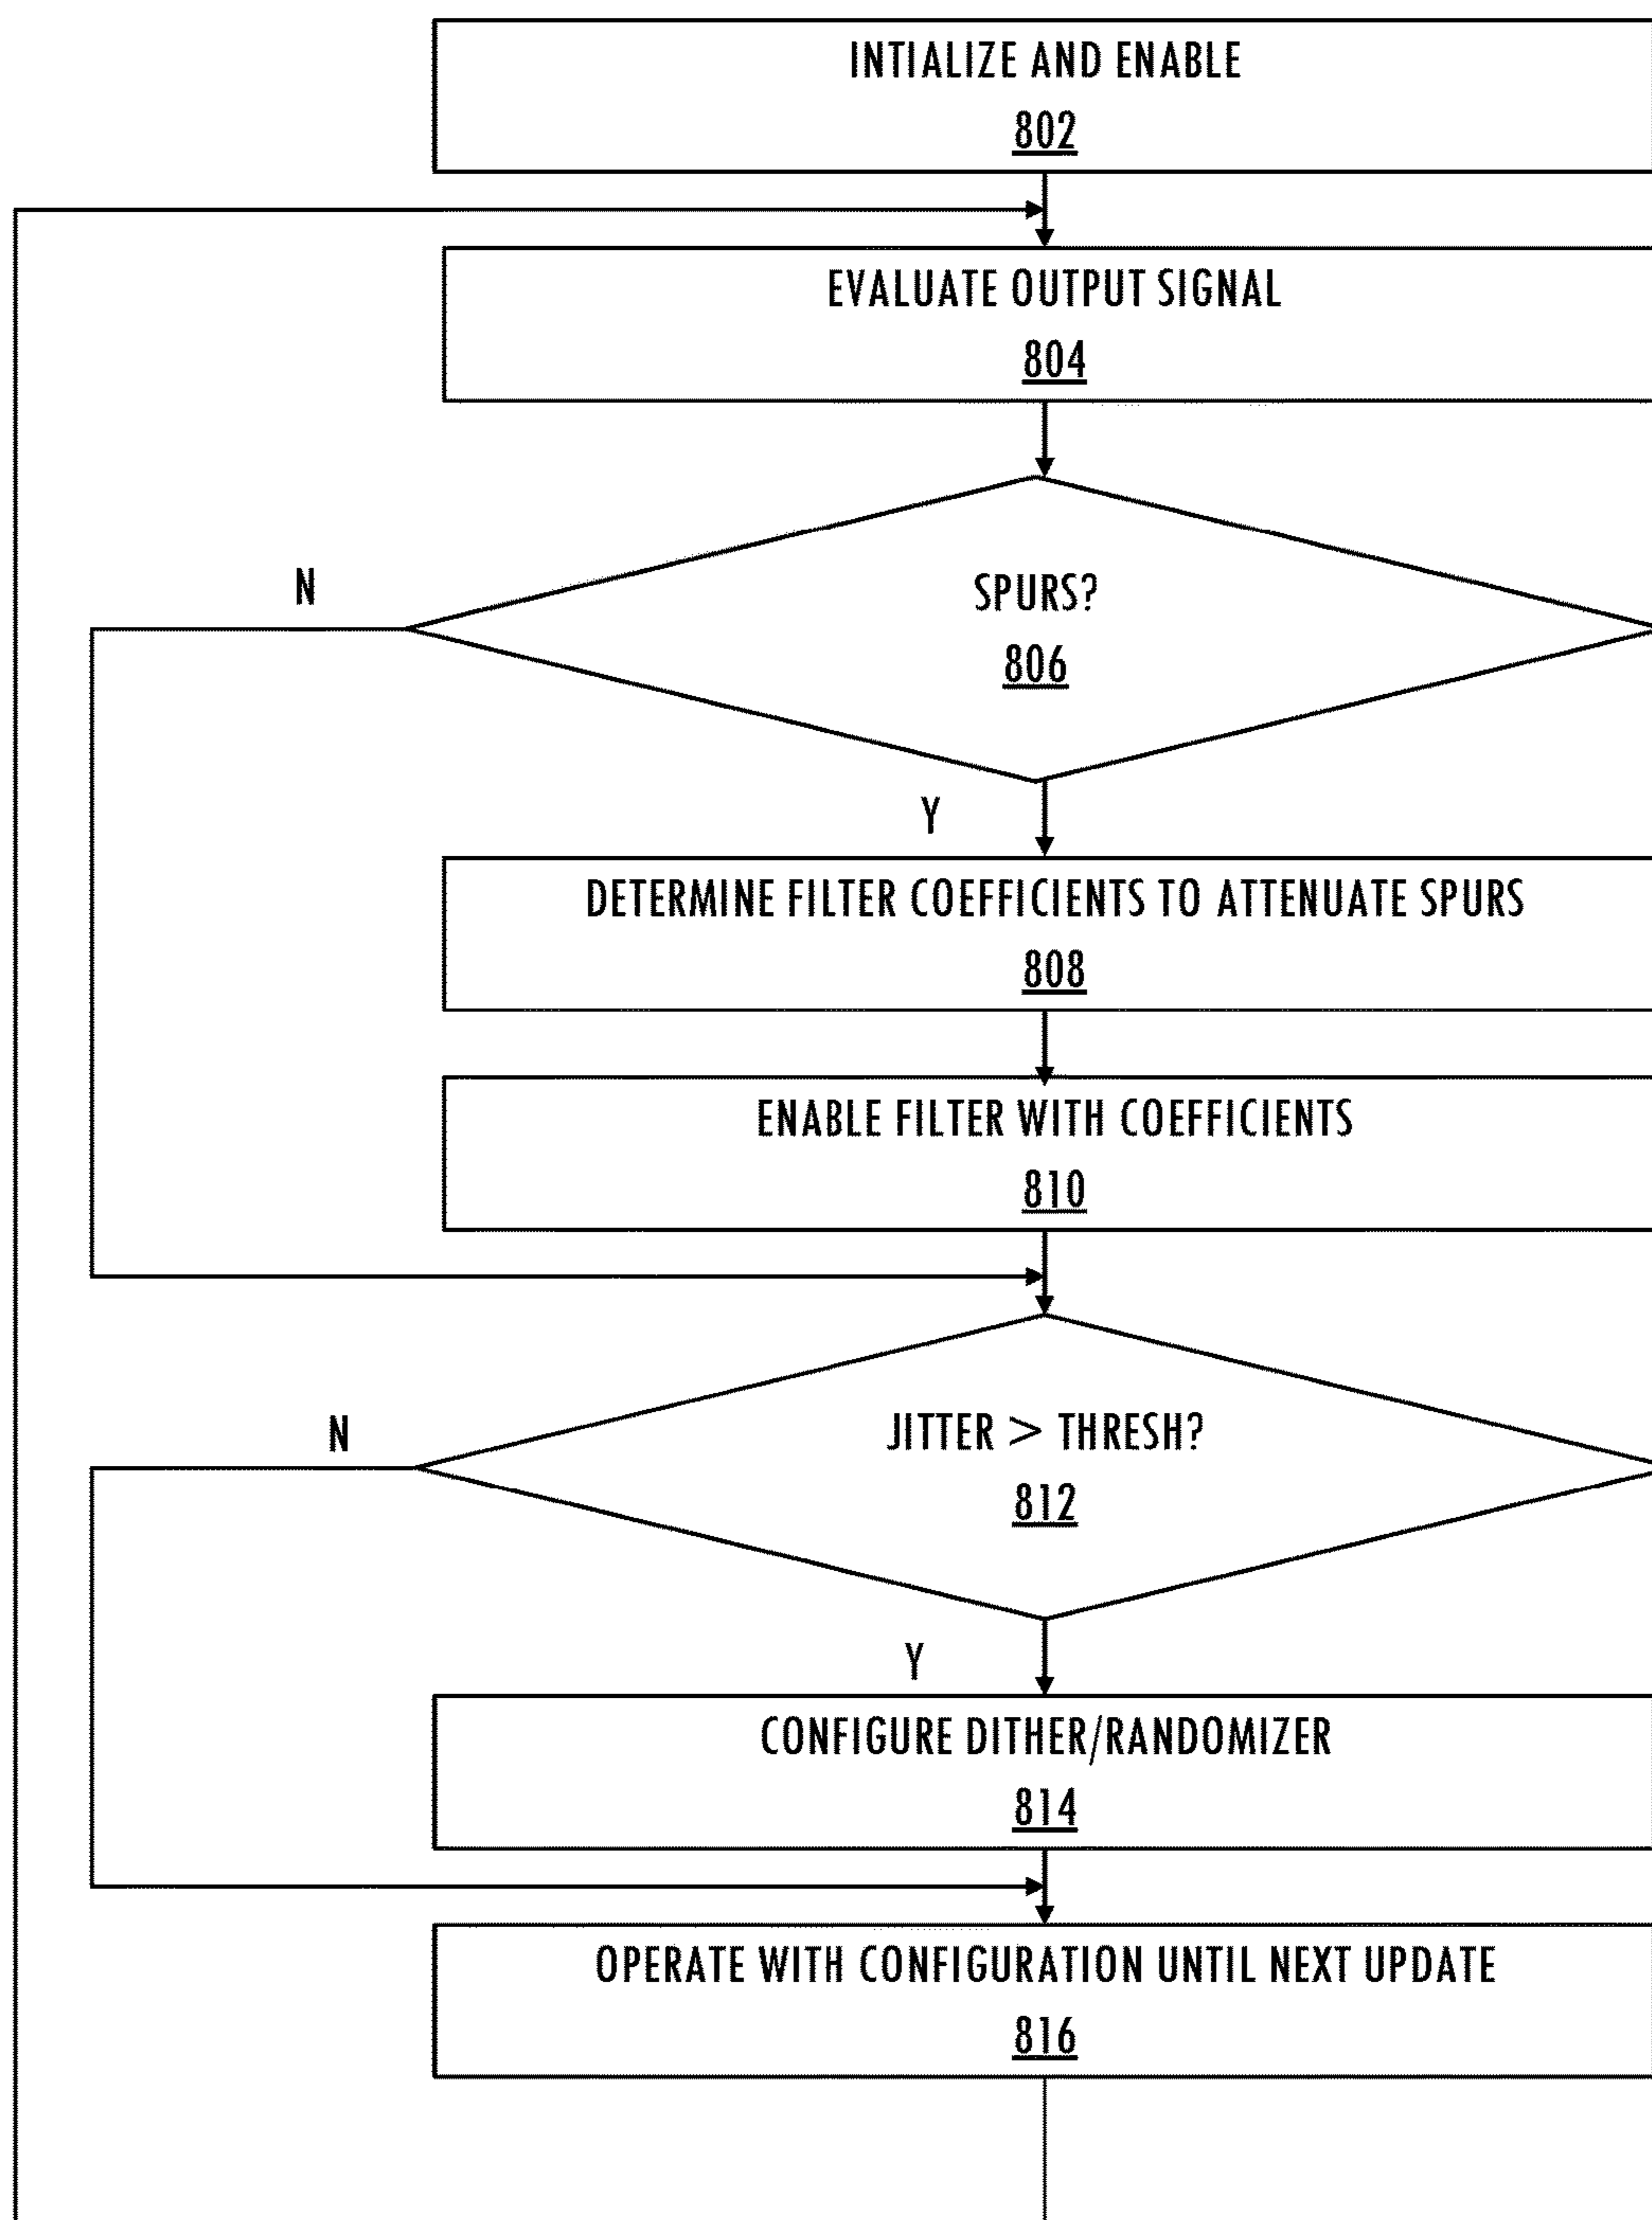 INTIALIZE AND ENABLE
802
EVALUATE OUTPUT SIGNAL
804
N
SPURS?
806
Y
DETERMINE FILTER COEFFICIENTS TO ATTENUATE SPURS
808
ENABLE FILTER WITH COEFFICIENTS
810
N
JITTER > THRESH?
812
Y
CONFIGURE DITHER/RANDOMIZER
814
OPERATE WITH CONFIGURATION UNTIL NEXT UPDATE
816